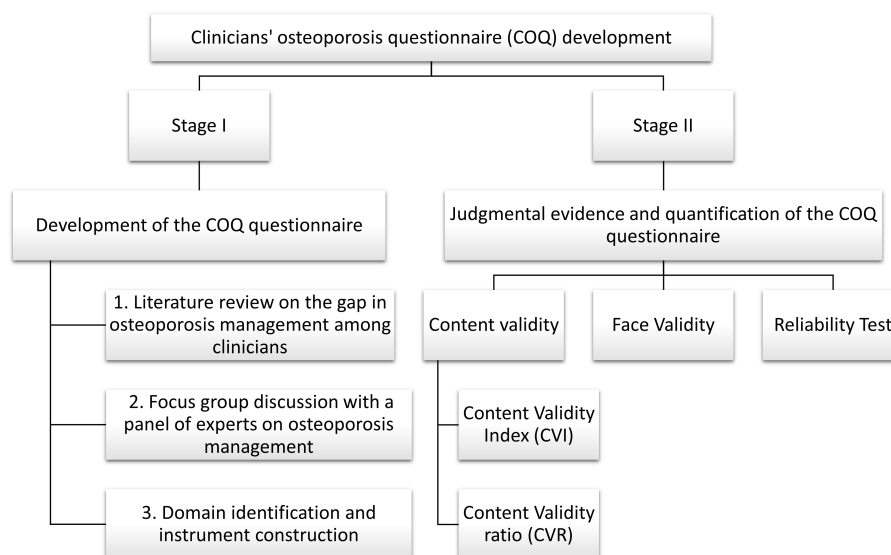 Clinicians' osteoporosis questionnaire (COQ) development
Stage I
Stage II
Development of the COQ questionnaire
Judgmental evidence and quantification of the COQ
questionnaire
1. Literature review on the gap in
osteoporosis management among
clinicians
2. Focus group discussion with a
panel of experts on osteoporosis
management
3. Domain identification and
instrument construction
Content validity
Face Validity
Reliability Test
Content Validity
Index (CVI)
Content Validity
ratio (CVR)